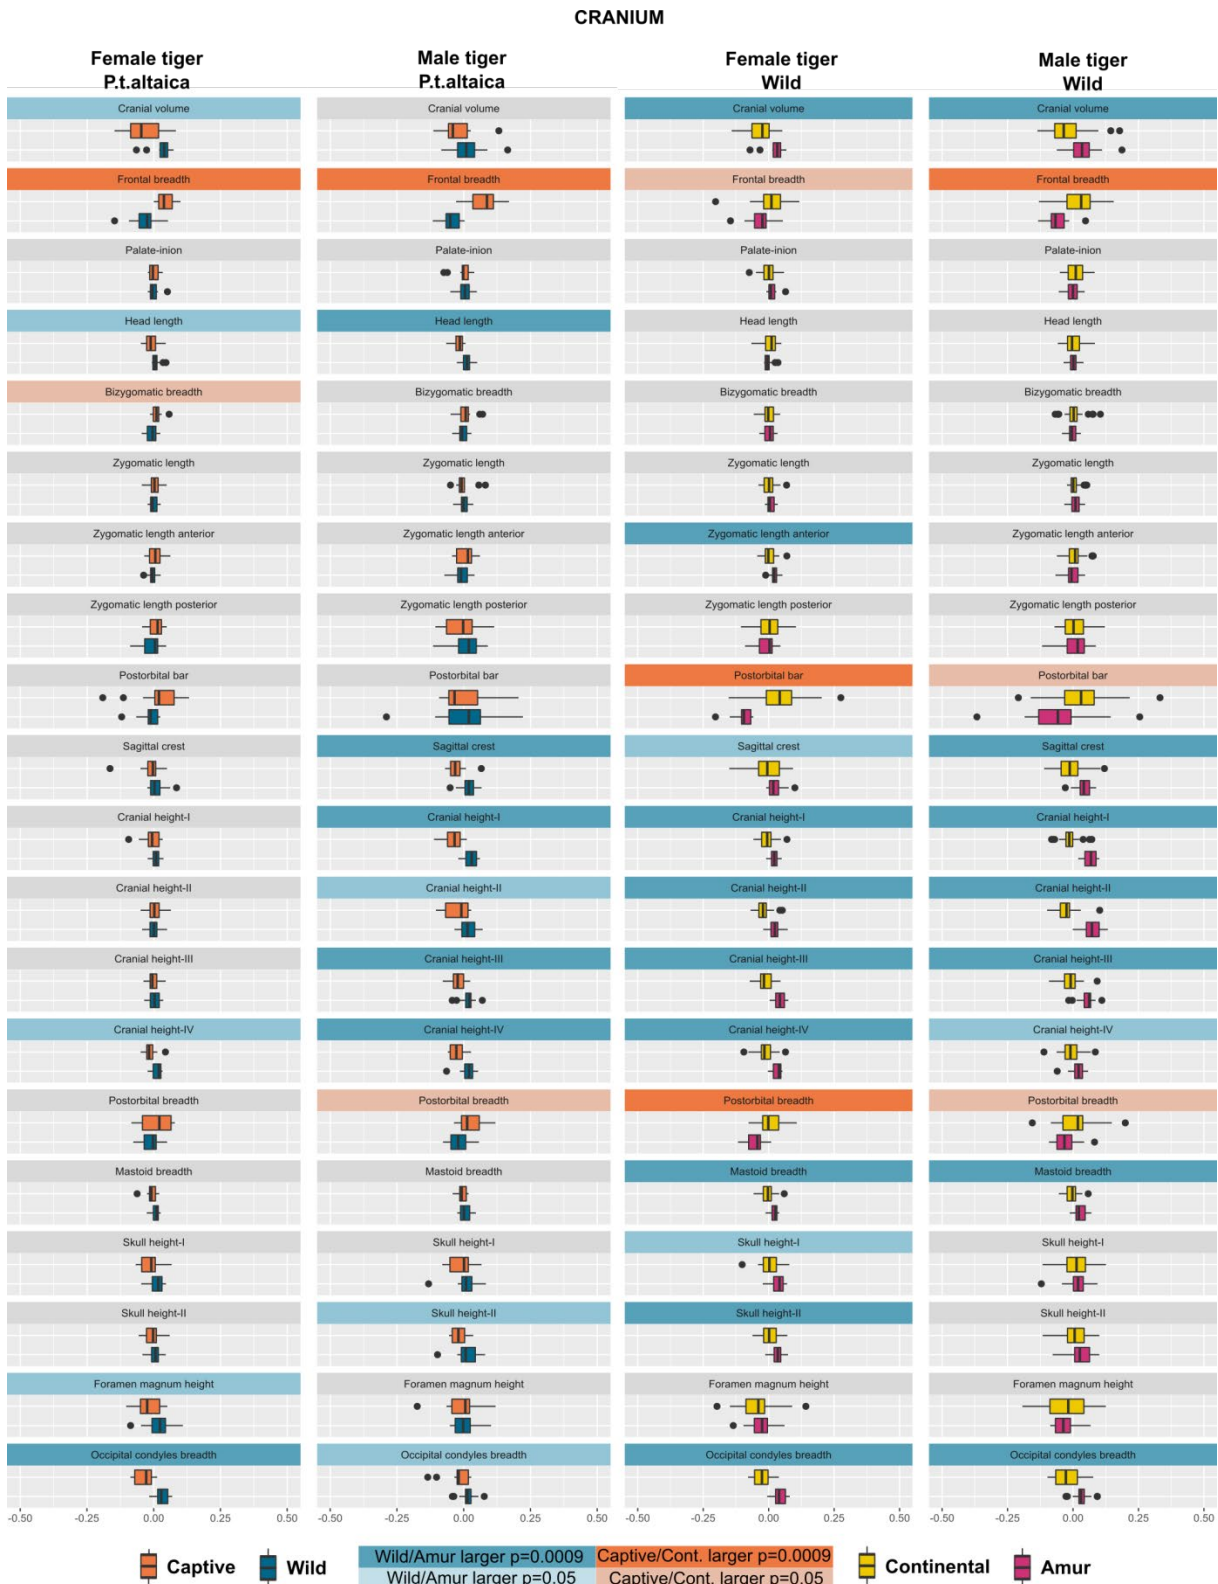 CRANIUM
Female tiger
P.t.altaica
Male tiger
P.t.altaica
Female tiger
Wild
Male tiger
Wild
Cranial volume
Cranial volume
Cranial volume
Cranial volume
Frontal breadth
Frontal breadth
Frontal breadth
Frontal breadth
Palate-inion
Palate-inion
Palate-inion
Palate-inion
Head length
Head length
Head length
Head length
Bizygomatic breadth
Bizygomatic breadth
Bizygomatic breadth
Bizygomatic breadth
Zygomatic length
Zygomatic length
Zygomatic length
Zygomatic length
Zygomatic length anterior
Zygomatic length anterior
Zygomatic length anterior
Zygomatic length anterior
Zygomatic length posterior
Zygomatic length posterior
Zygomatic length posterior
Zygomatic length posterior
Postorbital bar
Postorbital bar
Postorbital bar
Postorbital bar
Sagittal crest
Sagittal crest
Sagittal crest
Sagittal crest
Cranial height-I
Cranial height-I
Cranial height-I
Cranial height-I
Cranial height-II
Cranial height-II
Cranial height-II
Cranial height-II
Cranial height-III
Cranial height-III
Cranial height-III
Cranial height-III
Cranial height-IV
Cranial height-IV
Cranial height-IV
Cranial height-IV
Postorbital breadth
Postorbital breadth
Postorbital breadth
Postorbital breadth
Mastoid breadth
Mastoid breadth
Mastoid breadth
Mastoid breadth
Skull height-I
Skull height-I
Skull height-I
Skull height-I
Skull height-II
Skull height-II
Skull height-II
Skull height-II
Foramen magnum height
Foramen magnum height
Foramen magnum height
Foramen magnum height
Occipital condyles breadth
Occipital condyles breadth
Occipital condyles breadth
Occipital condyles breadth
-0.50 -0.25 0.00 0.25 0.50
-0.50 -0.25 0.00 0.25 0.50
-0.50 -0.25 0.00 0.25 0.50
-0.50 -0.25 0.00 0.25 0.50
Captive
Wild
Wild/Amur larger p=0.0009
Captive/Cont. larger p=0.0009
Wild/Amur larger p=0.05
Captive/Cont. larger p=0.05
Continental
Amur